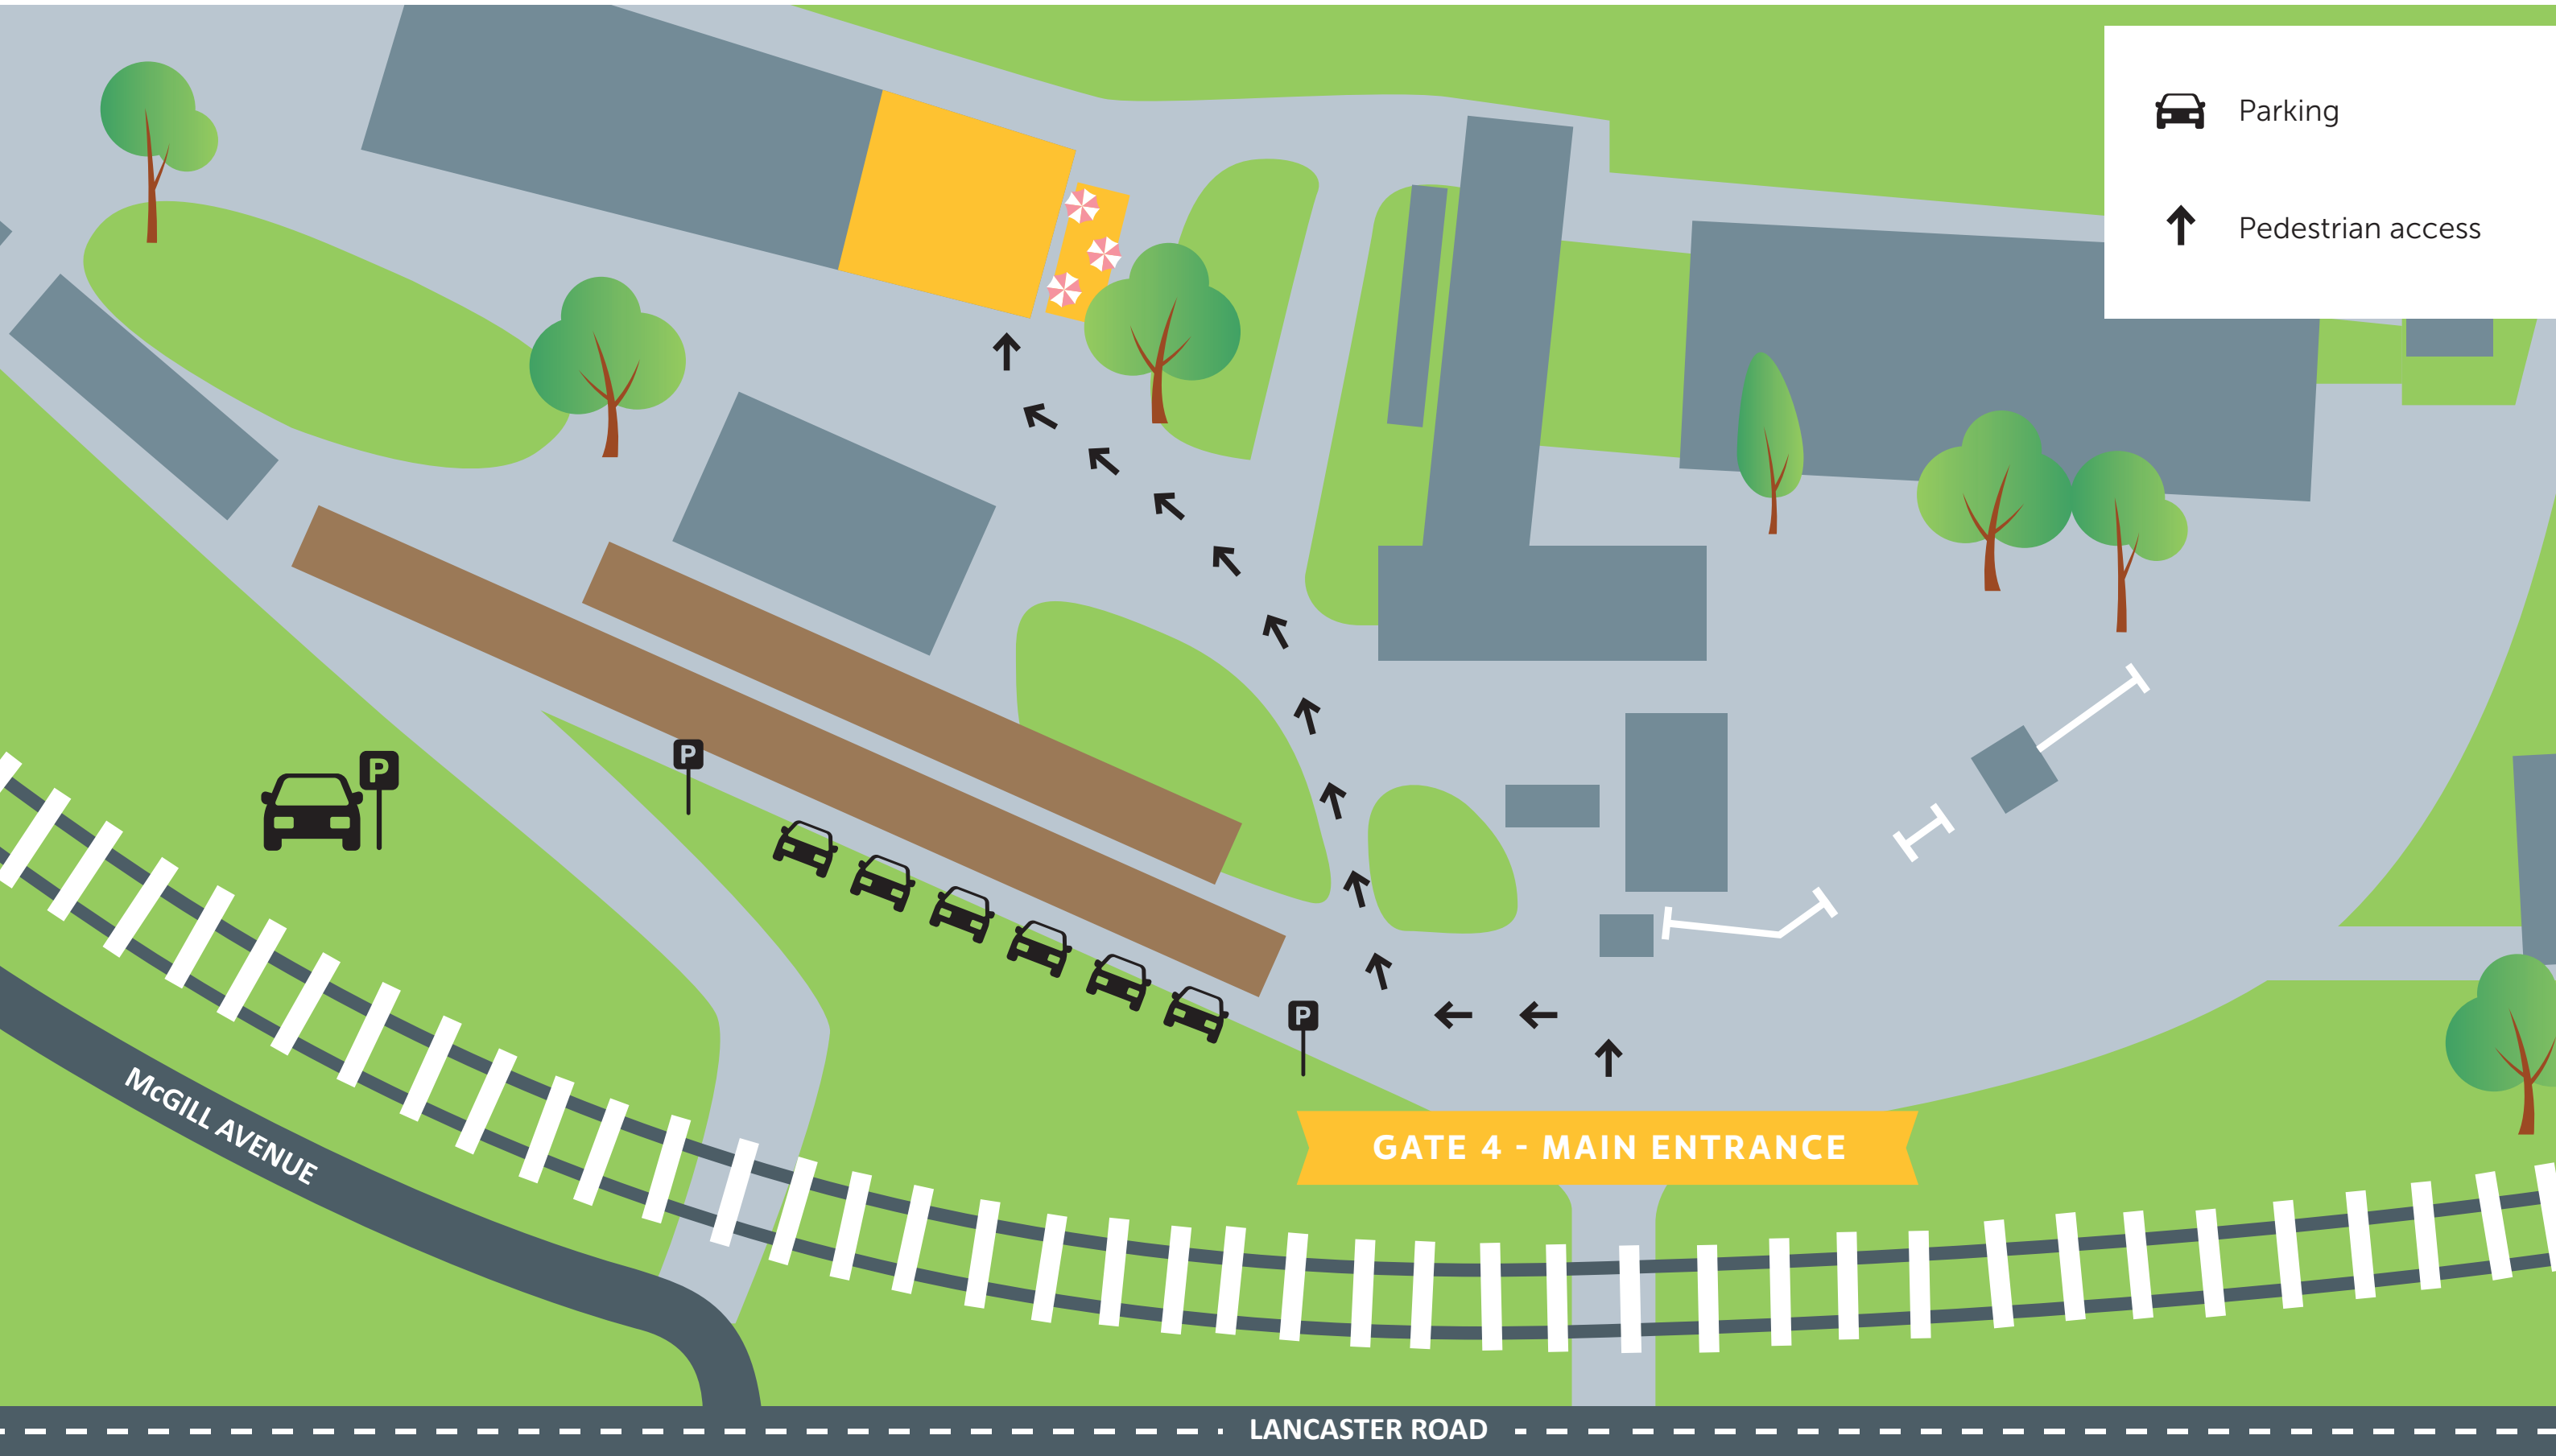 Parking
Pedestrian access
P
P
P
McGILL AVENUE
GATE 4 - MAIN ENTRANCE
LANCASTER ROAD